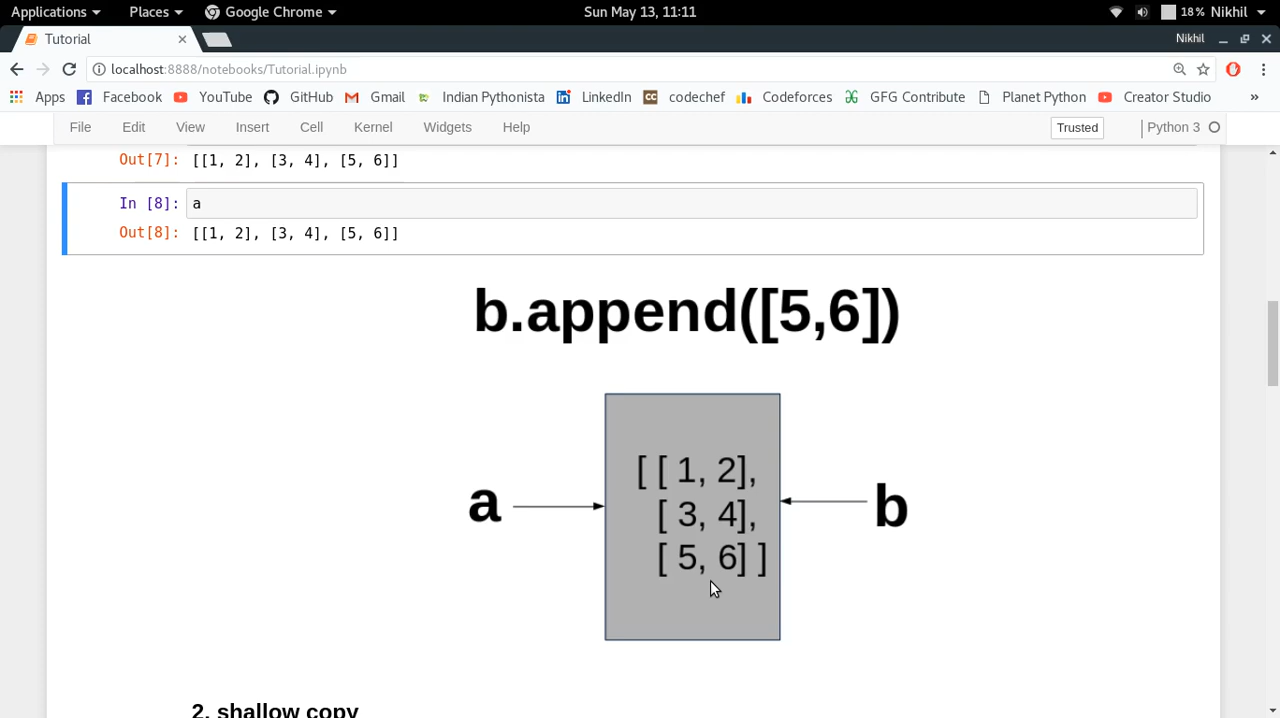 Applications Places Google Chrome Sun May 13, 11:11 18% Nikhil
Tutorial Nikhil
localhost:8888/notebooks/Tutorial.ipynb
Apps Facebook YouTube GitHub Gmail Indian Pythonista LinkedIn CC codechef Codeforces GFG Contribute Planet Python Creator Studio »
File Edit View Insert Cell Kernel Widgets Help Trusted Python 3
Out[7]: [[1, 2], [3, 4], [5, 6]]
In [8]: a
Out[8]: [[1, 2], [3, 4], [5, 6]]
b.append([5,6])
[ [ 1, 2],
a [ 3, 4], b
[ 5, 6] ]
2. shallow copy